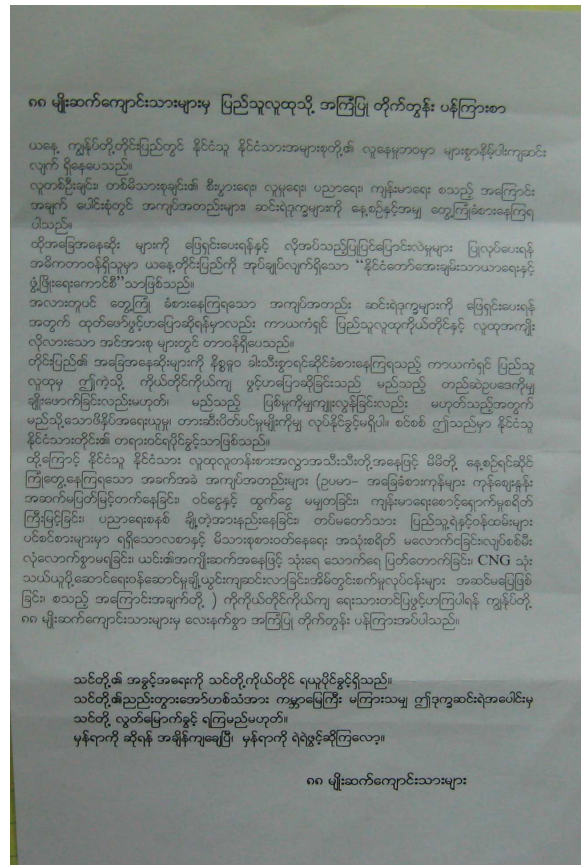 ၈၈ မျိုးဆက်ကျောင်းသားများမှ ပြည်သူလူထုသို့ အကြံပြု တိုက်တွန်း ပန်ကြားစာ
ယနေ့ ကျွန်ုပ်တို့တိုင်းပြည်တွင် နိုင်ငံသူ နိုင်ငံသားအများစုတို့၏ လူနေမှုဘဝမှာ များစွာနိမ့်ပါးကျဆင်း
လျက် ရှိနေပေသည်။
လူတစ်ဦးချင်း၊ တစ်မိသားစုချင်း၏ စီးပွားရေး၊ လူမှုရေး၊ ပညာရေး၊ ကျန်းမာရေး စသည့် အကြောင်း
အချက် ပေါင်းစုံတွင် အကျပ်အတည်းများ၊ ဆင်းရဲဒုက္ခများကို နေ့စဉ်နှင့်အမျှ တွေ့ကြုံခံစားနေကြရ
ပါသည်။
ထိုအခြေအနေဆိုး များကို ဖြေရှင်းပေးရန်နှင့် လိုအပ်သည့်ပြုပြင်ပြောင်းလဲမှုများ ပြုလုပ်ပေးရန်
အဓိကတာဝန်ရှိသူမှာ ယနေ့တိုင်းပြည်ကို အုပ်ချုပ်လျက်ရှိသော "နိုင်ငံတော်အေးချမ်းသာယာရေးနှင့်
ဖွံ့ဖြိုးရေးကောင်စီ"သာဖြစ်သည်။
အလားတူပင် တွေ့ကြုံ ခံစားနေကြရသော အကျပ်အတည်း ဆင်းရဲဒုက္ခများကို ဖြေရှင်းပေးရန်
အတွက် ထုတ်ဖော်ဖွင့်ဟပြောဆိုရန်မှာလည်း ကာယကံရှင် ပြည်သူလူထုကိုယ်တိုင်နှင့် လူထုအကျိုး
လိုလားသော အင်အားစု များတွင် တာဝန်ရှိပေသည်။
တိုင်းပြည်၏ အခြေအနေဆိုးများကို နိစ္စဓူဝ ခါးသီးစွာရင်ဆိုင်ခံစားနေကြရသည့် ကာယကံရှင် ပြည်သူ
လူထုမှ ဤကဲ့သို့ ကိုယ်တိုင်ကိုယ်ကျ ဖွင့်ဟပြောဆိုခြင်းသည် မည်သည့် တည်ဆဲဥပဒေကိုမျှ
ချိုးဖောက်ခြင်းလည်းမဟုတ်၊ မည်သည့် ပြစ်မှုကိုမျှကျူးလွန်ခြင်းလည်း မဟုတ်သည့်အတွက်
မည်သို့သောဖိနှိပ်အရေးယူမှု၊ တားဆီးပိတ်ပင်မှုမျိုးကိုမျှ လုပ်နိုင်ခွင့်မရှိပါ။ စင်စစ် ဤသည်မှာ နိုင်ငံသူ
နိုင်ငံသားတိုင်း၏ တရားဝင်ရပိုင်ခွင့်သာဖြစ်သည်။
ထို့ကြောင့် နိုင်ငံသူ နိုင်ငံသား လူထုလူတန်းစားအလွှာအသီးသီးတို့အနေဖြင့် မိမိတို့ နေ့စဉ်ရင်ဆိုင်
ကြုံတွေ့နေကြရသော အခက်အခဲ အကျပ်အတည်းများ (ဥပမာ- အခြေခံစားကုန်များ ကုန်ဈေးနှုန်း
အဆက်မပြတ်မြင့်တက်နေခြင်း၊ ဝင်ငွေနှင့် ထွက်ငွေ မမျှတခြင်း၊ ကျန်းမာရေးစောင့်ရှောက်မှုစရိတ်
ကြီးမြင့်ခြင်း၊ ပညာရေးစနစ် ချို့တဲ့အားနည်းနေခြင်း၊ တပ်မတော်သား ပြည်သူ့ရဲနှင့်ဝန်ထမ်းများ
ပင်စင်စားများမှာ ရရှိသောလစာနှင့် မိသားစုစားဝတ်နေရေး အသုံးစရိတ် မလောက်ငခြင်း၊လျပ်စစ်မီး
လုံလောက်စွာမရခြင်း၊ ယင်း၏အကျိုးဆက်အနေဖြင့် သုံးရေ သောက်ရေ ပြတ်တောက်ခြင်း၊ CNG သုံး
သယ်ယူပို့ဆောင်ရေးဝန်ဆောင်မှုချို့ယွင်းကျဆင်းလာခြင်း၊အိမ်တွင်းစက်မှုလုပ်ငန်းများ အဆင်မပြေဖြစ်
ခြင်း၊ စသည့် အကြောင်းအချက်တို့ ) ကိုကိုယ်တိုင်ကိုယ်ကျ ရေးသားတင်ပြဖွင့်ဟကြပါရန် ကျွန်ုပ်တို့
၈၈ မျိုးဆက်ကျောင်းသားများမှ လေးနက်စွာ အကြံပြု တိုက်တွန်း ပန်ကြားအပ်ပါသည်။
သင်တို့၏ အခွင့်အရေးကို သင်တို့ကိုယ်တိုင် ရယူပိုင်ခွင့်ရှိသည်။
သင်တို့၏ညည်းတွားအော်ဟစ်သံအား ကမ္ဘာမြေကြီး မကြားသမျှ ဤဒုက္ခဆင်းရဲအပေါင်းမှ
သင်တို့ လွတ်မြောက်ခွင့် ရကြမည်မဟုတ်။
မှန်ရာကို ဆိုရန် အချိန်ကျချေပြီ၊ မှန်ရာကို ရဲရဲဖွင့်ဆိုကြလော့။
၈၈ မျိုးဆက်ကျောင်းသားများ